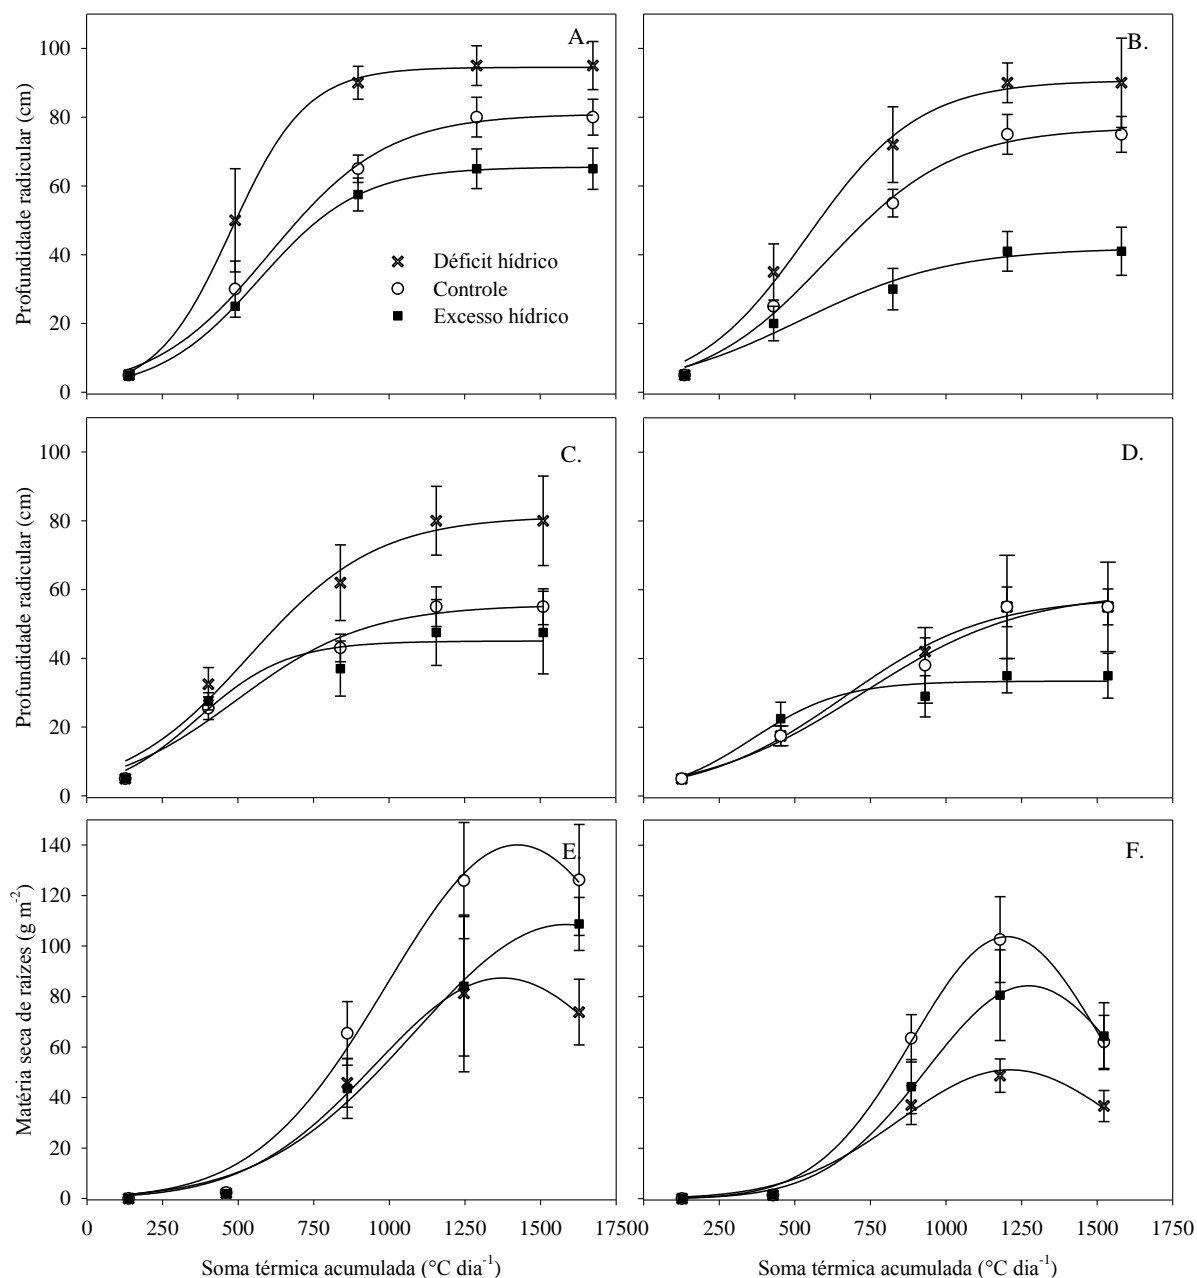 A.
B.
100
80
60
40
20
0
Profundidade radicular (cm)
Déficit hídrico
Controle
Excesso hídrico
C.
D.
100
80
60
40
20
0
Profundidade radicular (cm)
E.
F.
140
120
100
80
60
40
20
0
Matéria seca de raízes (g m⁻²)
0 250 500 750 1000 1250 1500 1750 250 500 750 1000 1250 1500 1750
Soma térmica acumulada (°C dia⁻¹) Soma térmica acumulada (°C dia⁻¹)